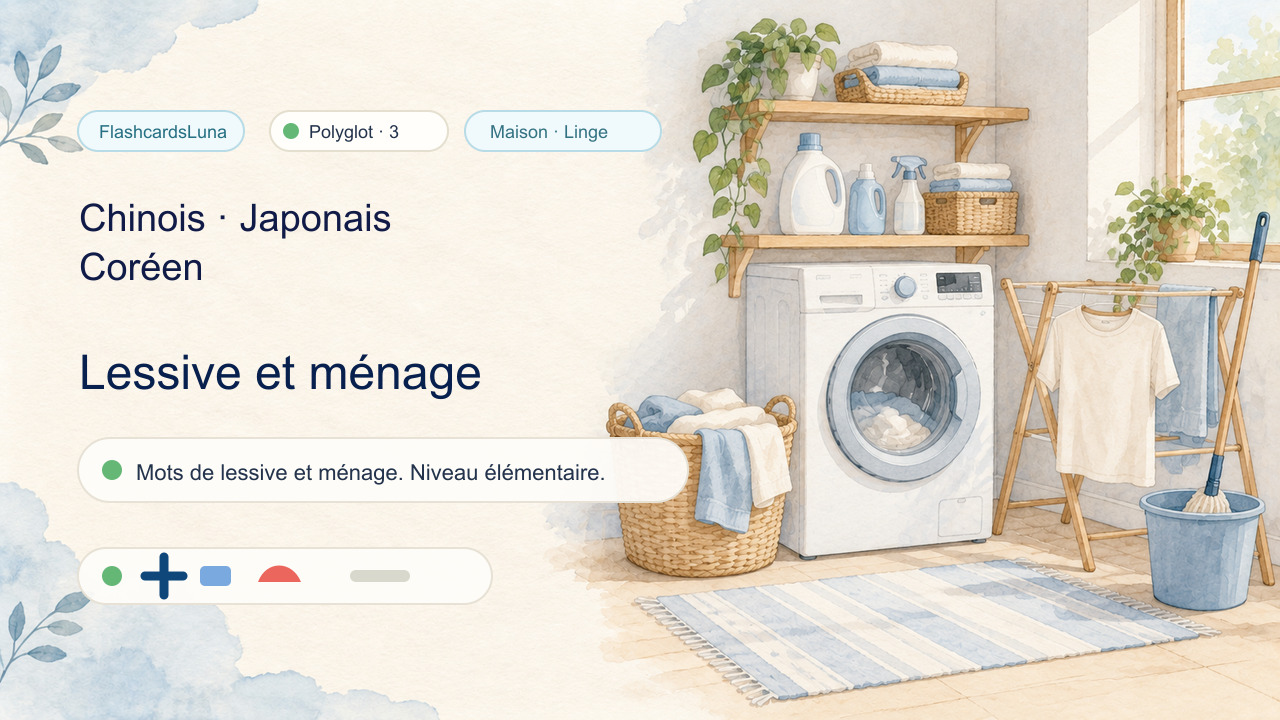 FlashcardsLuna
Polyglot · 3
Maison · Linge
Chinois · Japonais
Coréen
Lessive et ménage
Mots de lessive et ménage. Niveau élémentaire.